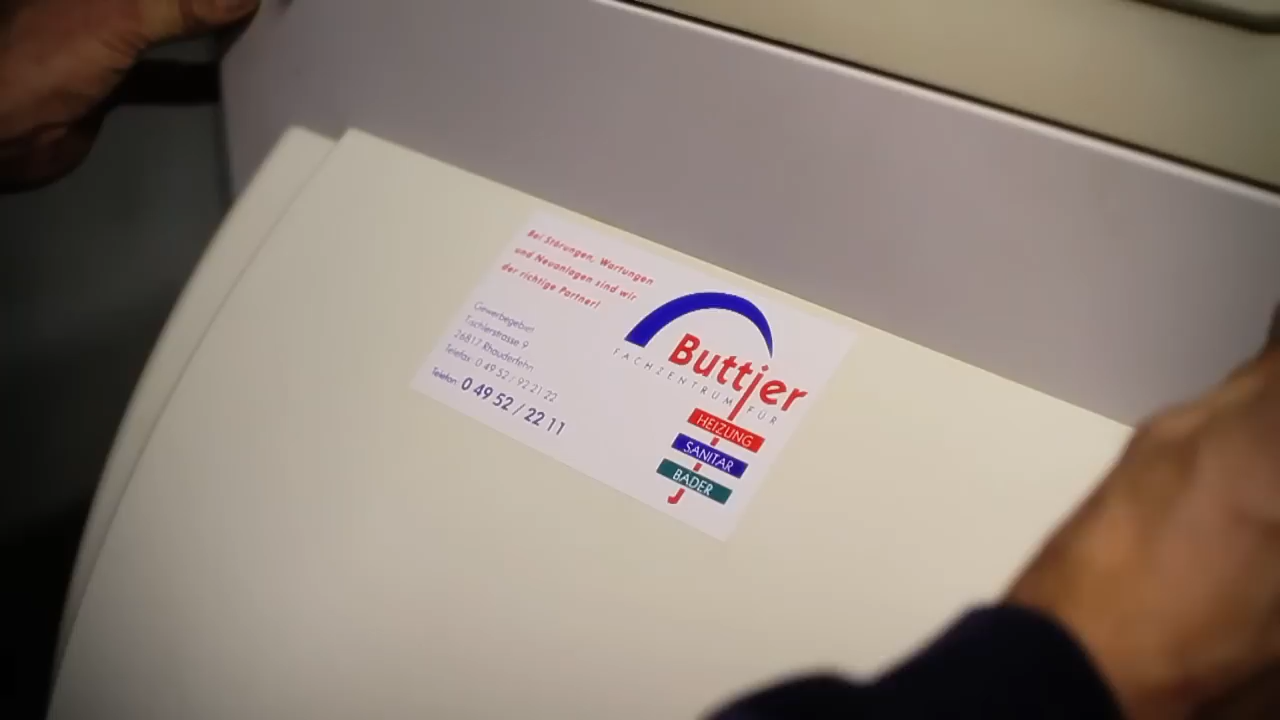 Bei Störungen, Wartungen
und Neuanlagen sind wir
der richtige Partner!
Gewerbegebiet
Tischlerstrasse 9
26817 Rhauderfehn
Telefax: 0 49 52 / 92 21 22
Telefon: 0 49 52 / 22 11
Buttjer
FACHZENTRUM FÜR
HEIZUNG
SANITÄR
BÄDER